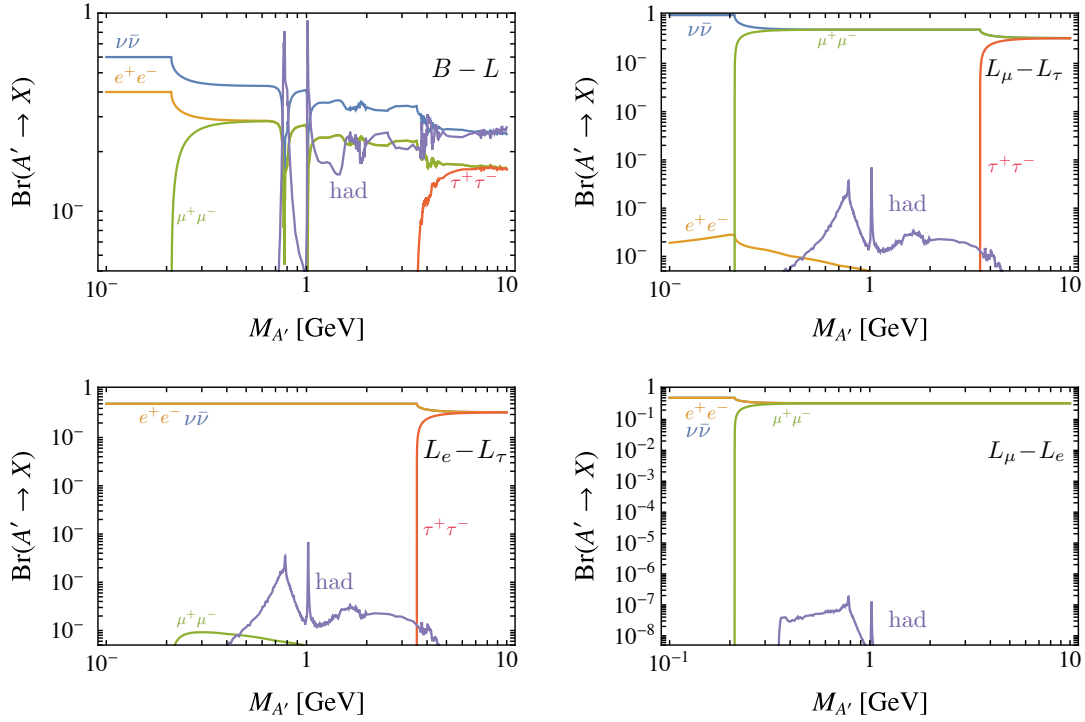 1
νν̄
e⁺e⁻
B − L
μ⁺μ⁻
had
τ⁺τ⁻
10⁻
Br(A′ → X)
10⁻ 1 10
M_A′ [GeV]
1
νν̄
μ⁺μ⁻
L_μ − L_τ
10⁻
10⁻
10⁻
10⁻
10⁻
τ⁺τ⁻
had
e⁺e⁻
Br(A′ → X)
10⁻ 1 10
M_A′ [GeV]
1
e⁺e⁻ νν̄
L_e − L_τ
10⁻
10⁻
10⁻
10⁻
10⁻
τ⁺τ⁻
had
μ⁺μ⁻
Br(A′ → X)
10⁻ 1 10
M_A′ [GeV]
1
e⁺e⁻
νν̄
μ⁺μ⁻
L_μ − L_e
10⁻¹
10⁻²
10⁻³
10⁻⁴
10⁻⁵
10⁻⁶
10⁻⁷
10⁻⁸
had
Br(A′ → X)
10⁻¹ 1 10
M_A′ [GeV]